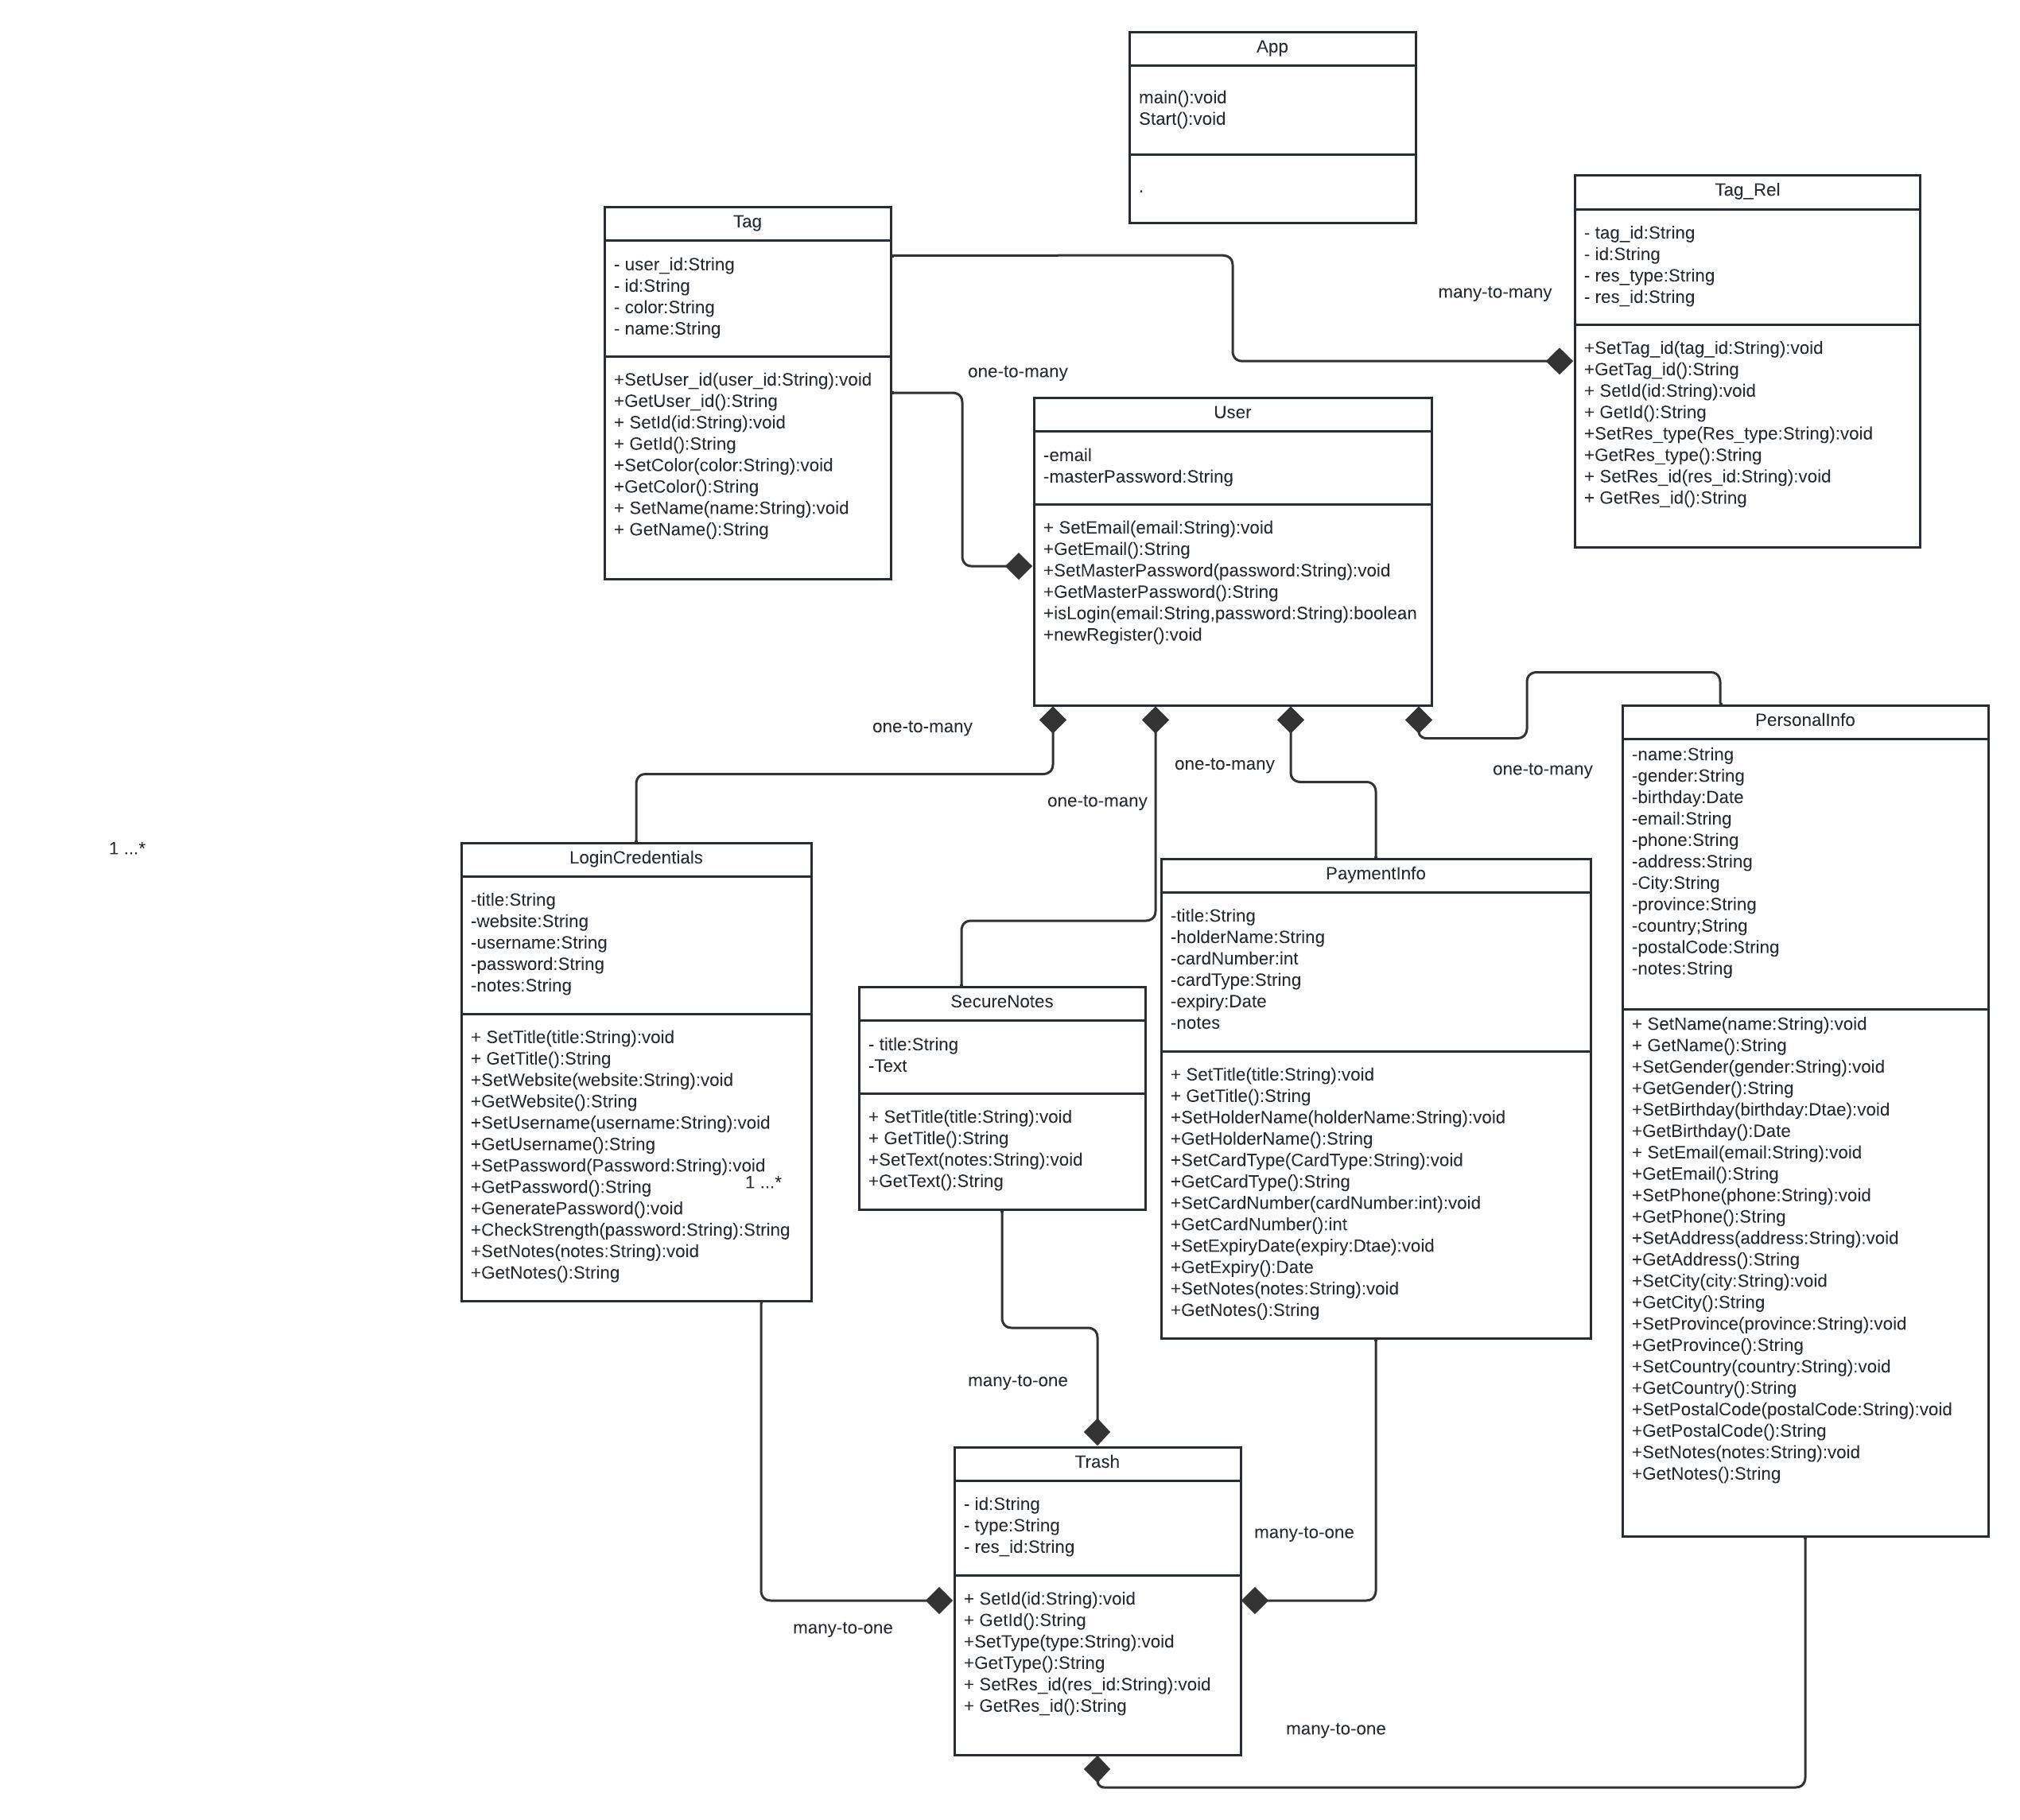 App
main():void
Start():void
.
Tag_Rel
- tag_id:String
- id:String
- res_type:String
- res_id:String
+SetTag_id(tag_id:String):void
+GetTag_id():String
+ SetId(id:String):void
+ GetId():String
+SetRes_type(Res_type:String):void
+GetRes_type():String
+ SetRes_id(res_id:String):void
+ GetRes_id():String
Tag
- user_id:String
- id:String
- color:String
- name:String
+SetUser_id(user_id:String):void
+GetUser_id():String
+ SetId(id:String):void
+ GetId():String
+SetColor(color:String):void
+GetColor():String
+ SetName(name:String):void
+ GetName():String
many-to-many
one-to-many
User
-email
-masterPassword:String
+ SetEmail(email:String):void
+GetEmail():String
+SetMasterPassword(password:String):void
+GetMasterPassword():String
+isLogin(email:String,password:String):boolean
+newRegister():void
one-to-many
one-to-many
one-to-many
one-to-many
1 ...*
LoginCredentials
-title:String
-website:String
-username:String
-password:String
-notes:String
+ SetTitle(title:String):void
+ GetTitle():String
+SetWebsite(website:String):void
+GetWebsite():String
+SetUsername(username:String):void
+GetUsername():String
+SetPassword(Password:String):void
+GetPassword():String
1 ...*
+GeneratePassword():void
+CheckStrength(password:String):String
+SetNotes(notes:String):void
+GetNotes():String
SecureNotes
- title:String
-Text
+ SetTitle(title:String):void
+ GetTitle():String
+SetText(notes:String):void
+GetText():String
PaymentInfo
-title:String
-holderName:String
-cardNumber:int
-cardType:String
-expiry:Date
-notes
+ SetTitle(title:String):void
+ GetTitle():String
+SetHolderName(holderName:String):void
+GetHolderName():String
+SetCardType(CardType:String):void
+GetCardType():String
+SetCardNumber(cardNumber:int):void
+GetCardNumber():int
+SetExpiryDate(expiry:Dtae):void
+GetExpiry():Date
+SetNotes(notes:String):void
+GetNotes():String
PersonalInfo
-name:String
-gender:String
-birthday:Date
-email:String
-phone:String
-address:String
-City:String
-province:String
-country;String
-postalCode:String
-notes:String
+ SetName(name:String):void
+ GetName():String
+SetGender(gender:String):void
+GetGender():String
+SetBirthday(birthday:Dtae):void
+GetBirthday():Date
+ SetEmail(email:String):void
+GetEmail():String
+SetPhone(phone:String):void
+GetPhone():String
+SetAddress(address:String):void
+GetAddress():String
+SetCity(city:String):void
+GetCity():String
+SetProvince(province:String):void
+GetProvince():String
+SetCountry(country:String):void
+GetCountry():String
+SetPostalCode(postalCode:String):void
+GetPostalCode():String
+SetNotes(notes:String):void
+GetNotes():String
many-to-one
many-to-one
many-to-one
many-to-one
Trash
- id:String
- type:String
- res_id:String
+ SetId(id:String):void
+ GetId():String
+SetType(type:String):void
+GetType():String
+ SetRes_id(res_id:String):void
+ GetRes_id():String